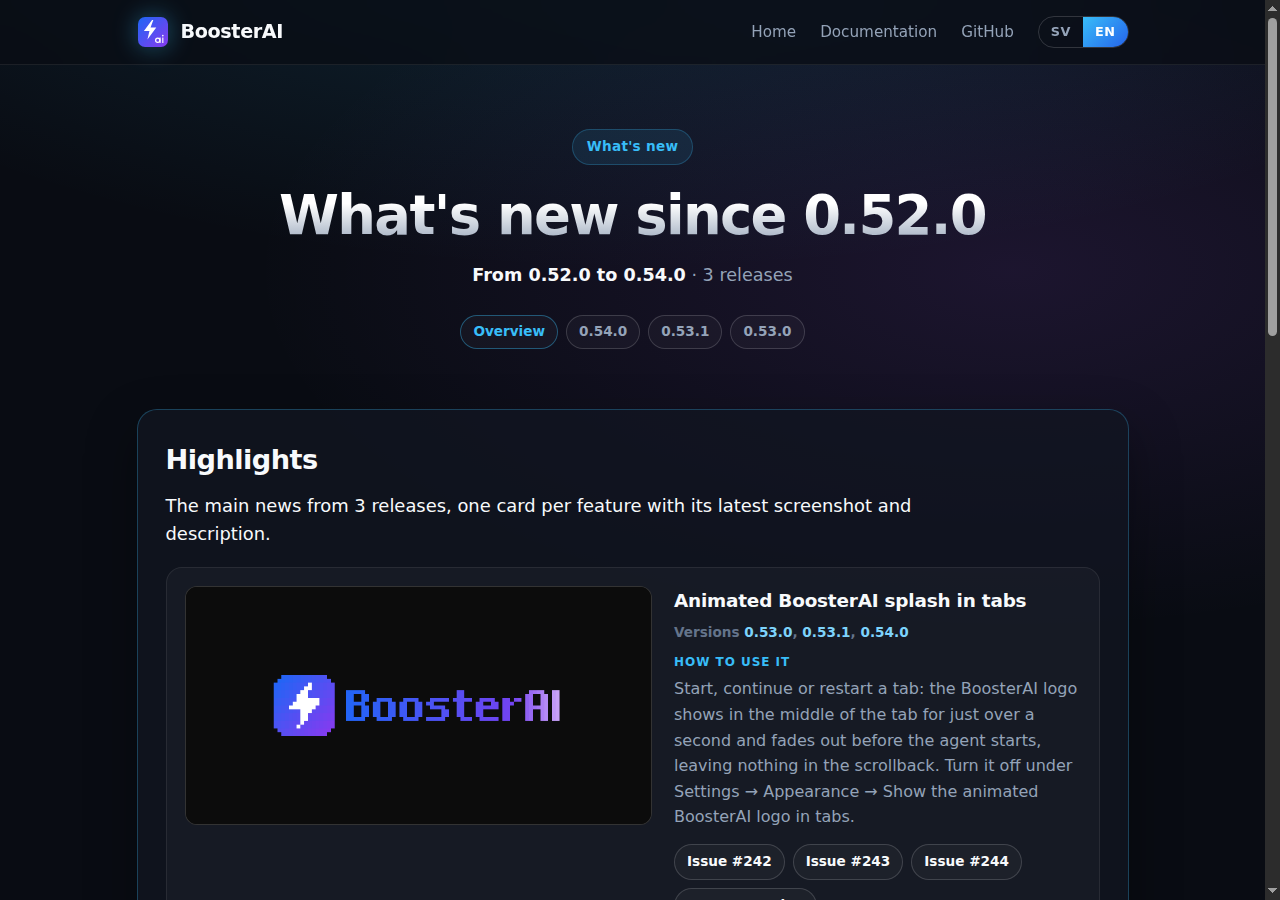 ai
BoosterAI
Home
Documentation
GitHub
SV
EN
What's new
What's new since 0.52.0
From 0.52.0 to 0.54.0 · 3 releases
Overview
0.54.0
0.53.1
0.53.0
Highlights
The main news from 3 releases, one card per feature with its latest screenshot and
description.
BoosterAI
Animated BoosterAI splash in tabs
Versions 0.53.0, 0.53.1, 0.54.0
HOW TO USE IT
Start, continue or restart a tab: the BoosterAI logo
shows in the middle of the tab for just over a
second and fades out before the agent starts,
leaving nothing in the scrollback. Turn it off under
Settings → Appearance → Show the animated
BoosterAI logo in tabs.
Issue #242
Issue #243
Issue #244